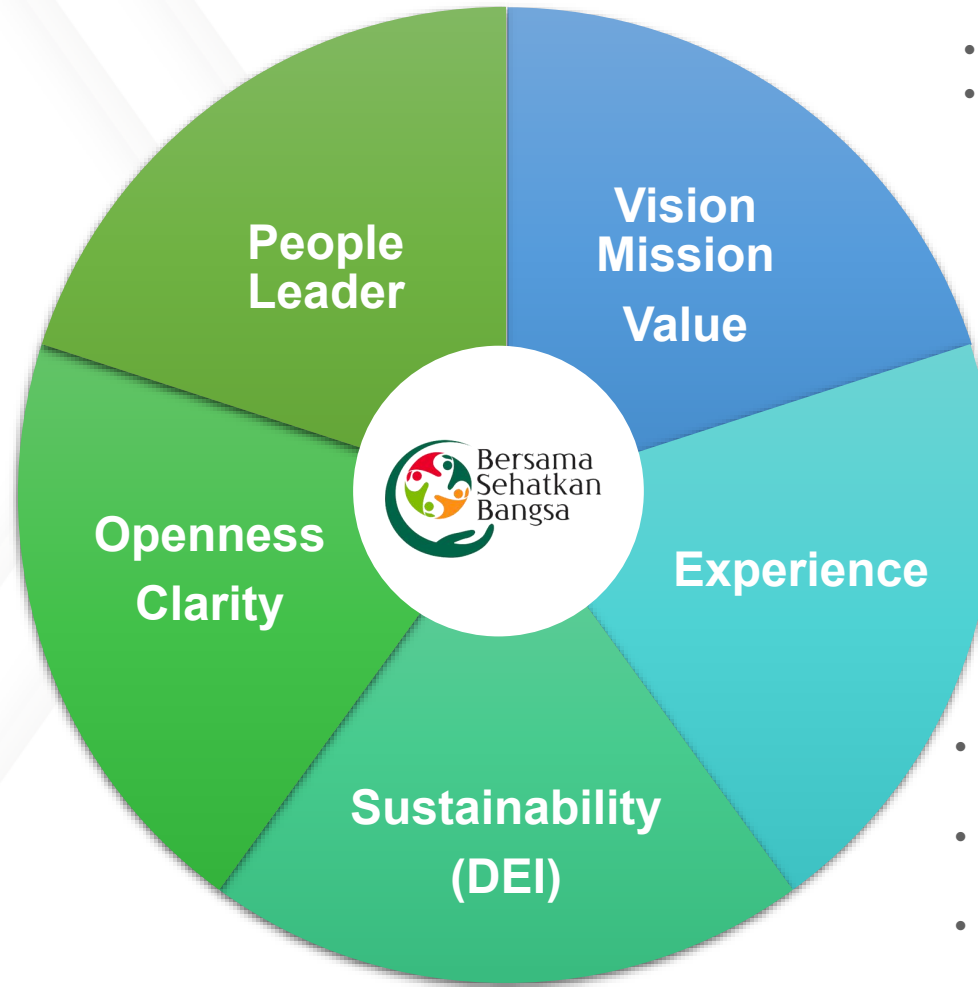 People
Leader
Vision
Mission
Value
Bersama
Sehatkan
Bangsa
Openness
Clarity
Experience
Sustainability
(DEI)